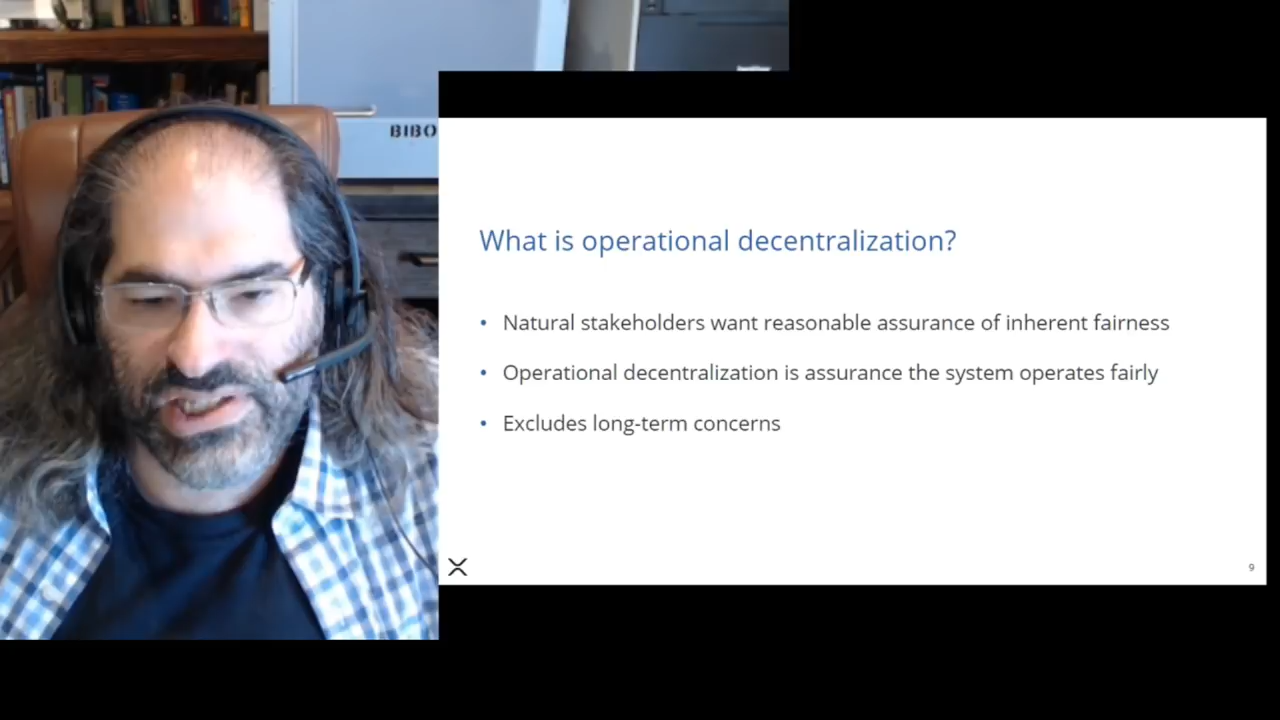 BIBO
What is operational decentralization?
• Natural stakeholders want reasonable assurance of inherent fairness
• Operational decentralization is assurance the system operates fairly
• Excludes long-term concerns
9